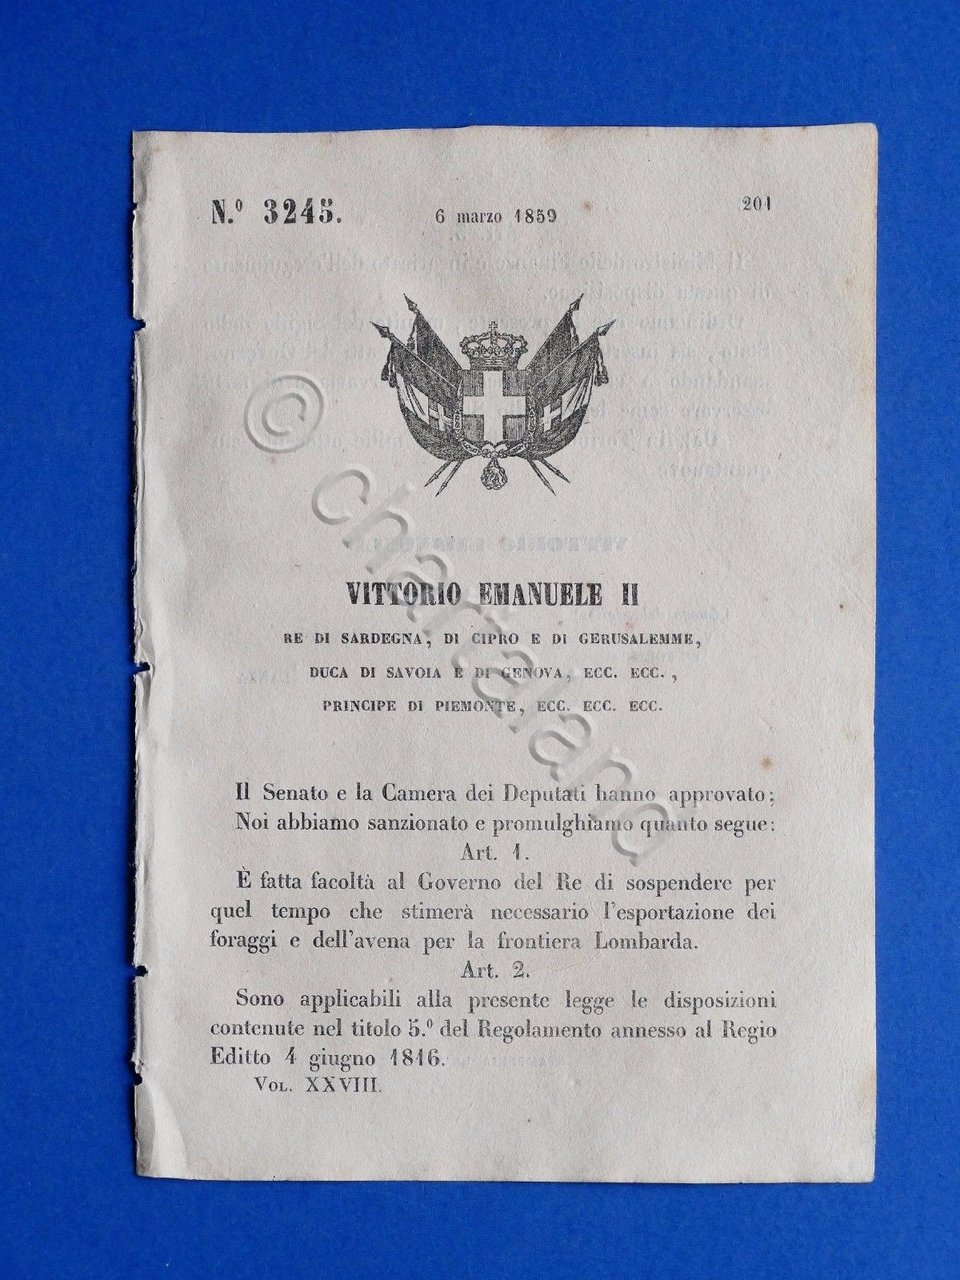 N.º 3245.
6 marzo 1859
201
VITTORIO EMANUELE II
RE DI SARDEGNA, DI CIPRO E DI GERUSALEMME,
DUCA DI SAVOIA E DI GENOVA, ECC. ECC.,
PRINCIPE DI PIEMONTE, ECC. ECC. ECC.
Il Senato e la Camera dei Deputati hanno approvato;
Noi abbiamo sanzionato e promulghiamo quanto segue:
Art. 1.
È fatta facoltà al Governo del Re di sospendere per
quel tempo che stimerà necessario l'esportazione dei
foraggi e dell'avena per la frontiera Lombarda.
Art. 2.
Sono applicabili alla presente legge le disposizioni
contenute nel titolo 5.º del Regolamento annesso al Regio
Editto 4 giugno 1816.
VOL. XXVIII.
© chartaland